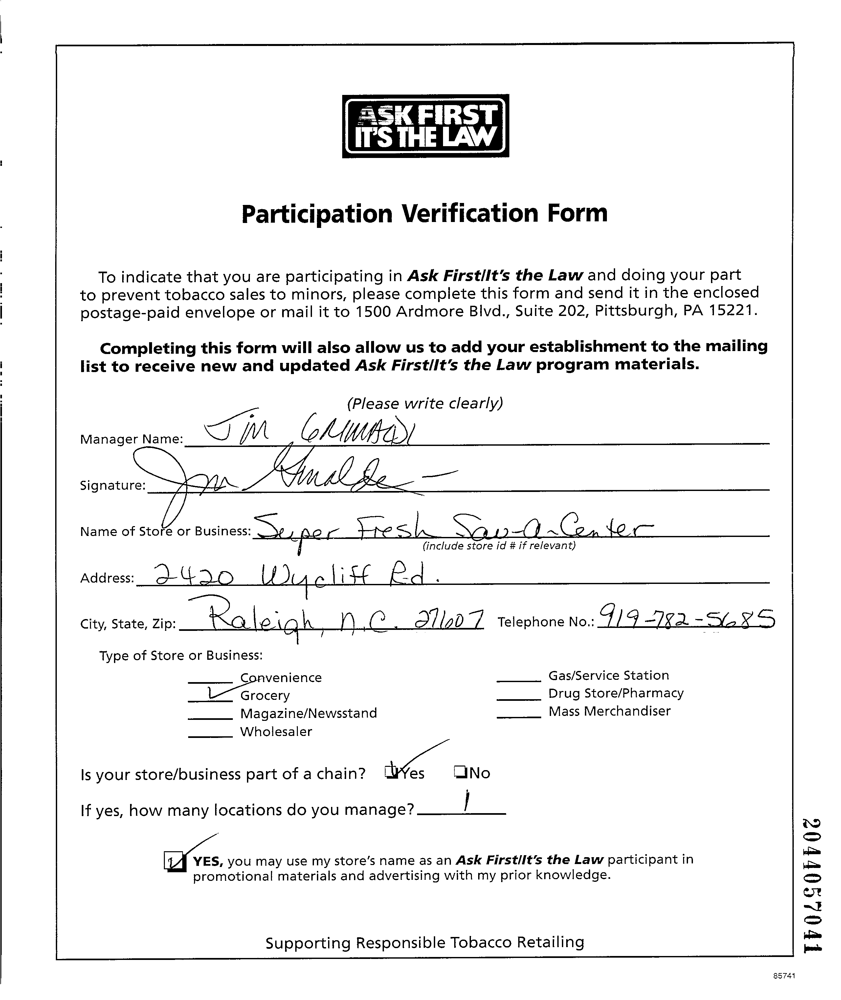 ASK FIRST
IT'S THE LAW
Participation Verification Form
To indicate that you are participating in Ask First/It's the Law and doing your part
to prevent tobacco sales to minors, please complete this form and send it in the enclosed
postage-paid envelope or mail it to 1500 Ardmore Blvd., Suite 202, Pittsburgh, PA 15221.
Completing this form will also allow us to add your establishment to the mailing
list to receive new and updated Ask First/It's the Law program materials.
(Please write clearly)
Manager Name: Jim GRIMALDI
Signature: Jim Grimaldi
Name of Store or Business: Super Fresh Sav-A-Center
(include store id # if relevant)
Address: 2420 Wycliff Rd.
City, State, Zip: Raleigh, N.C. 27607 Telephone No.: 919-782-5685
Type of Store or Business:
Convenience Gas/Service Station
Grocery Drug Store/Pharmacy
Magazine/Newsstand Mass Merchandiser
Wholesaler
Is your store/business part of a chain? Yes No
If yes, how many locations do you manage? 1
YES, you may use my store's name as an Ask First/It's the Law participant in
promotional materials and advertising with my prior knowledge.
Supporting Responsible Tobacco Retailing
2044057041
85741